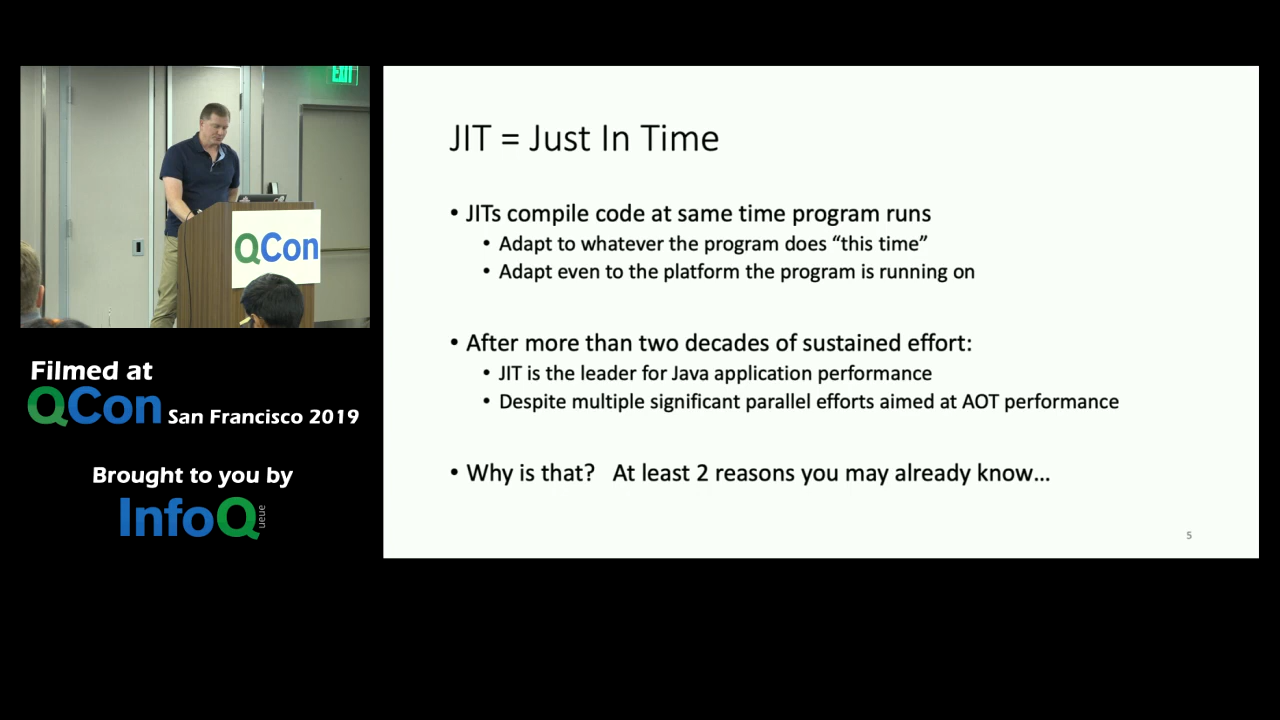 EXIT
QCon
Filmed at
QCon San Francisco 2019
Brought to you by
InfoQ
ueue
JIT = Just In Time
• JITs compile code at same time program runs
• Adapt to whatever the program does “this time”
• Adapt even to the platform the program is running on
• After more than two decades of sustained effort:
• JIT is the leader for Java application performance
• Despite multiple significant parallel efforts aimed at AOT performance
• Why is that? At least 2 reasons you may already know…
5